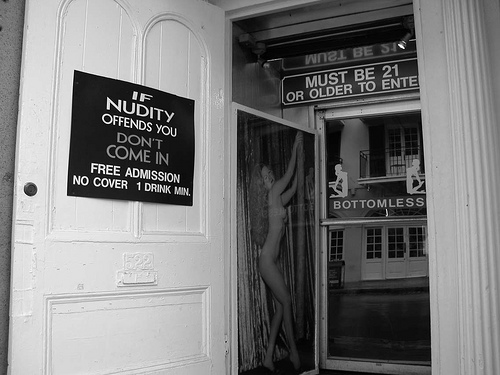 IF
NUDITY
OFFENDS YOU
DON'T
COME IN
FREE ADMISSION
NO COVER 1 DRINK MIN.
522
MUST BE 21
MUST BE 21
OR OLDER TO ENTE
BOTTOMLESS